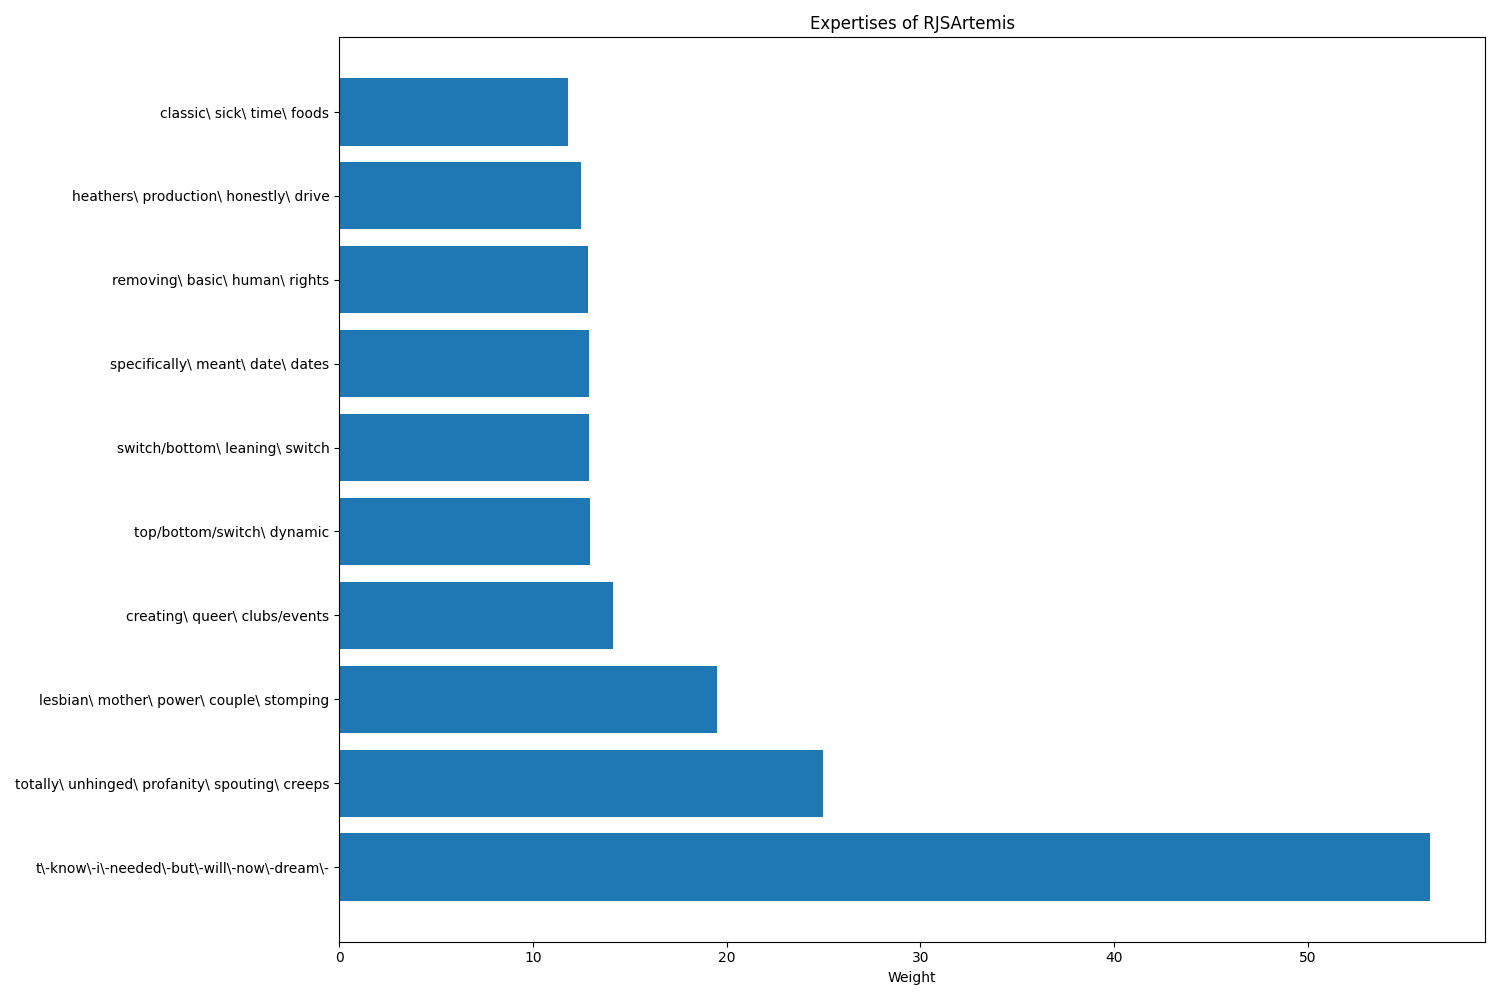 Expertises of RJSArtemis
classic\ sick\ time\ foods
heathers\ production\ honestly\ drive
removing\ basic\ human\ rights
specifically\ meant\ date\ dates
switch/bottom\ leaning\ switch
top/bottom/switch\ dynamic
creating\ queer\ clubs/events
lesbian\ mother\ power\ couple\ stomping
totally\ unhinged\ profanity\ spouting\ creeps
t\-know\-i\-needed\-but\-will\-now\-dream\-
0 10 20 30 40 50
Weight